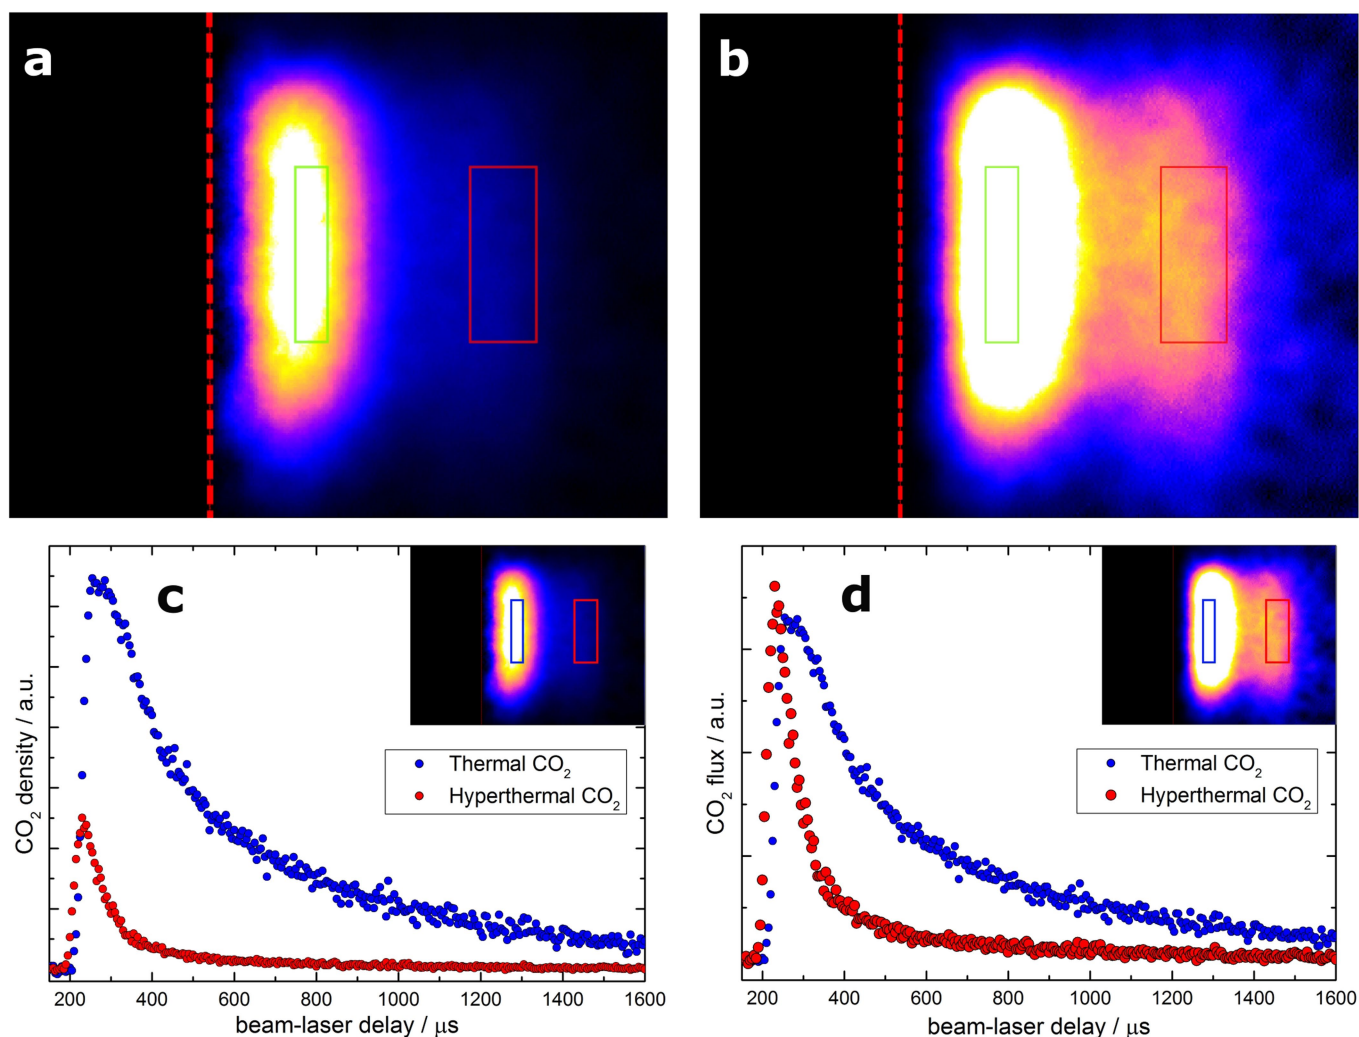 a
b
c
CO₂ density / a.u.
Thermal CO₂
Hyperthermal CO₂
200 400 600 800 1000 1200 1400 1600
beam-laser delay / μs
d
CO₂ flux / a.u.
Thermal CO₂
Hyperthermal CO₂
200 400 600 800 1000 1200 1400 1600
beam-laser delay / μs